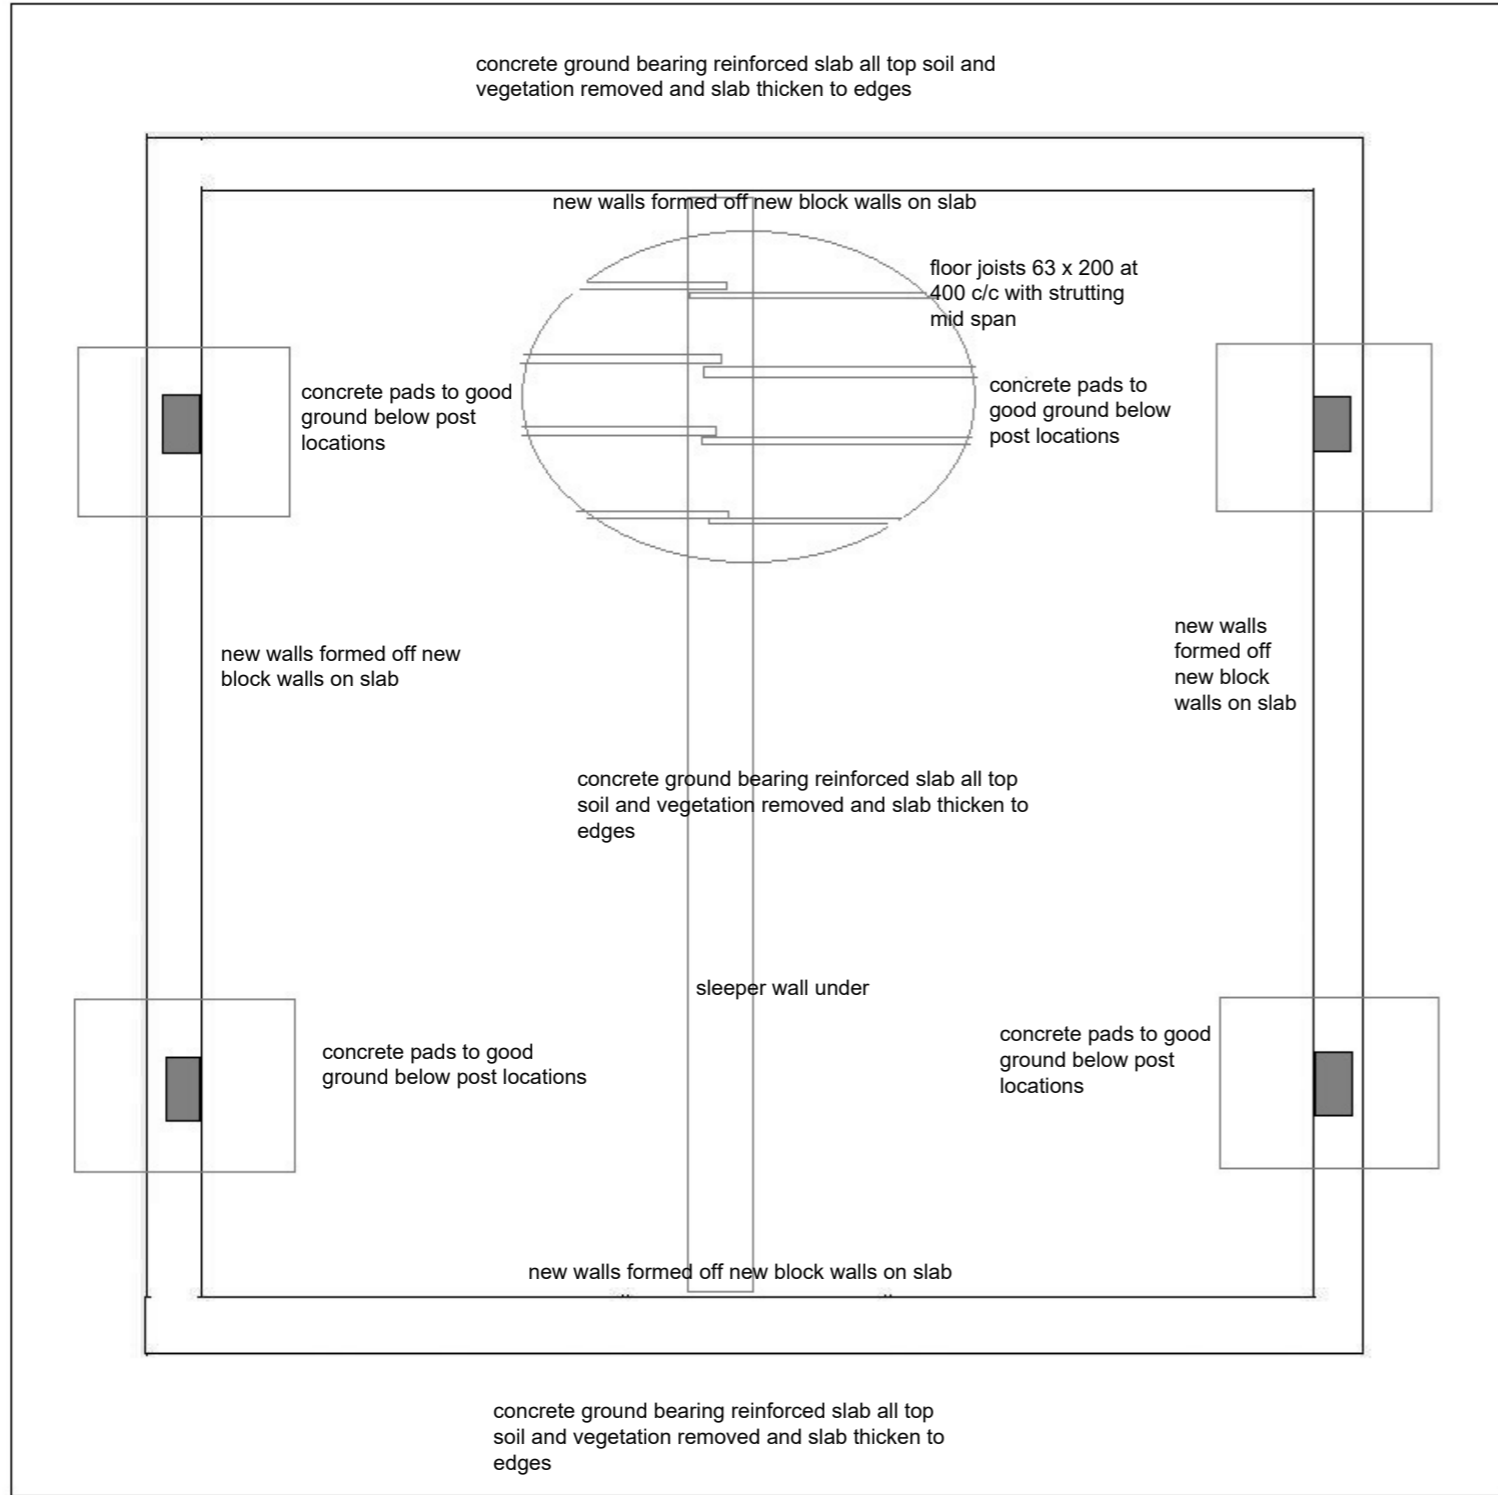 concrete ground bearing reinforced slab all top soil and
vegetation removed and slab thicken to edges
new walls formed off new block walls on slab
floor joists 63 x 200 at
400 c/c with strutting
mid span
concrete pads to good
ground below post
locations
concrete pads to
good ground below
post locations
new walls formed off new
block walls on slab
new walls
formed off
new block
walls on slab
concrete ground bearing reinforced slab all top
soil and vegetation removed and slab thicken to
edges
sleeper wall under
concrete pads to good
ground below post locations
concrete pads to good
ground below post
locations
new walls formed off new block walls on slab
concrete ground bearing reinforced slab all top
soil and vegetation removed and slab thicken to
edges